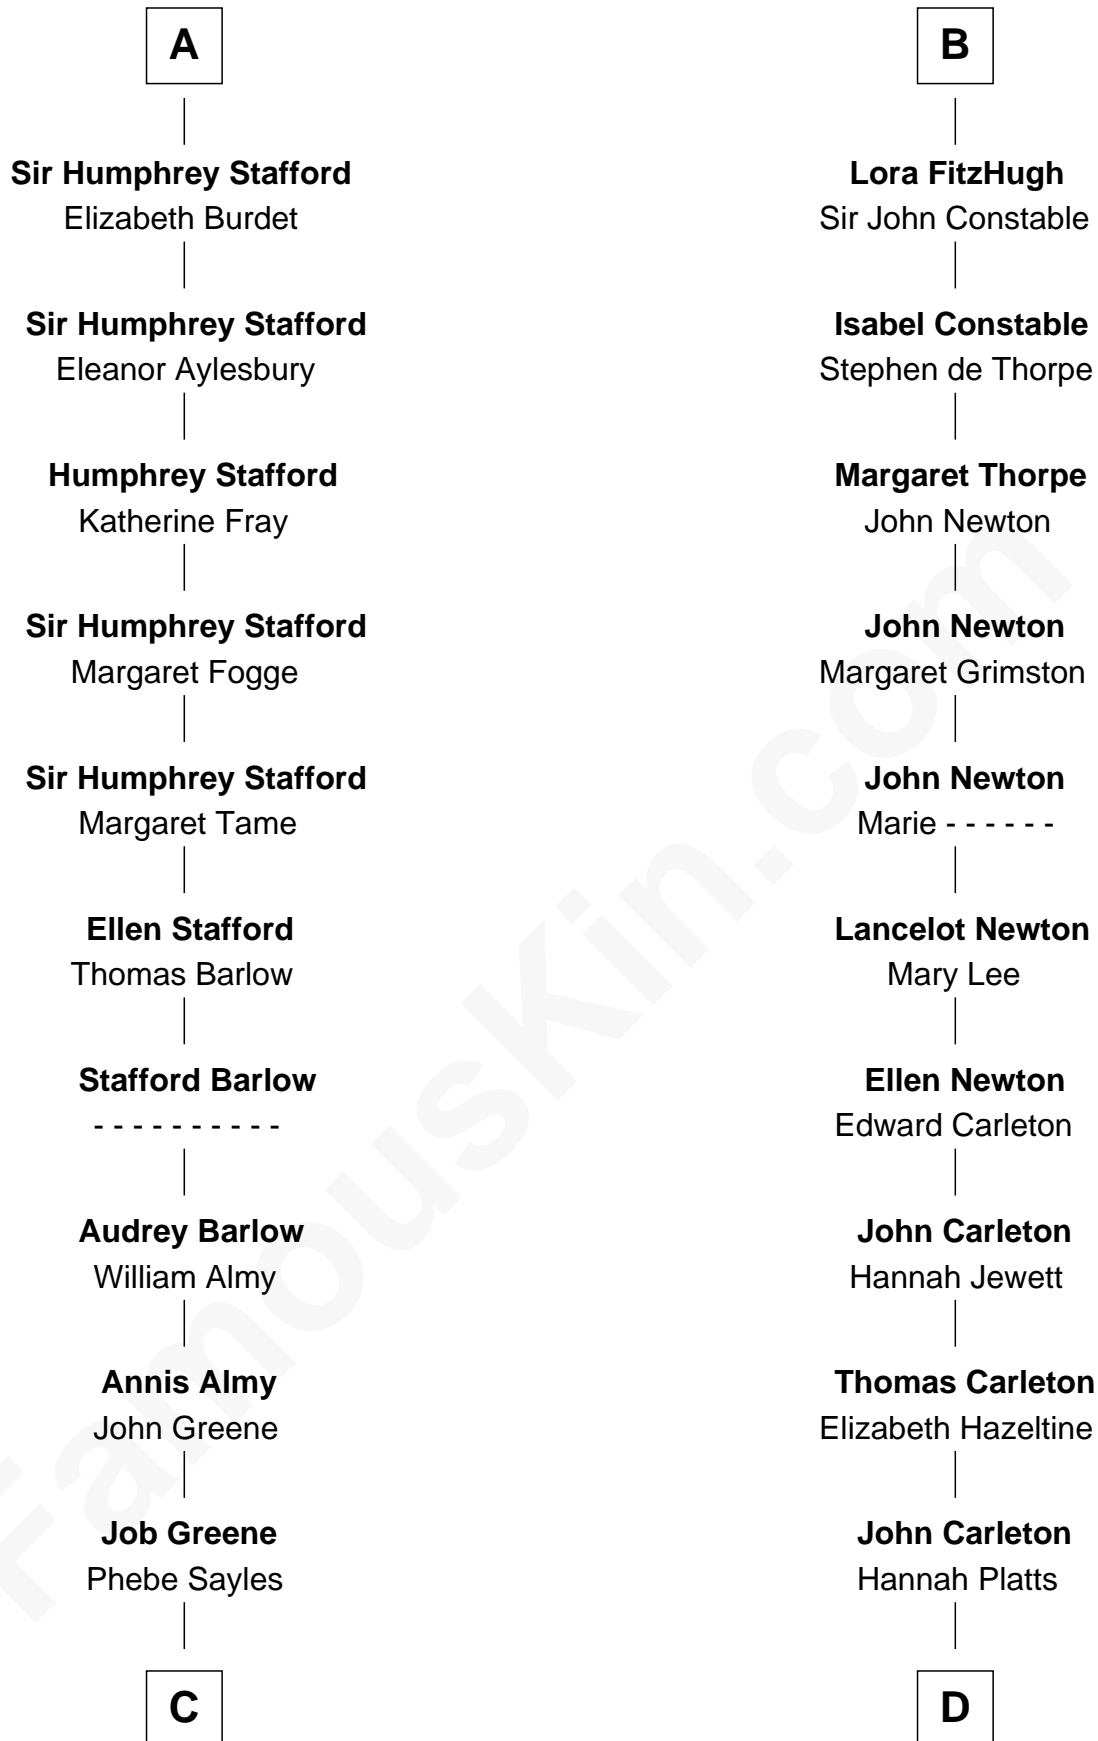 A
Sir Humphrey Stafford
Elizabeth Burdet
Sir Humphrey Stafford
Eleanor Aylesbury
Humphrey Stafford
Katherine Fray
Sir Humphrey Stafford
Margaret Fogge
Sir Humphrey Stafford
Margaret Tame
Ellen Stafford
Thomas Barlow
Stafford Barlow
- - - - - - - - - -
Audrey Barlow
William Almy
Annis Almy
John Greene
Job Greene
Phebe Sayles
C
B
Lora FitzHugh
Sir John Constable
Isabel Constable
Stephen de Thorpe
Margaret Thorpe
John Newton
John Newton
Margaret Grimston
John Newton
Marie - - - - - -
Lancelot Newton
Mary Lee
Ellen Newton
Edward Carleton
John Carleton
Hannah Jewett
Thomas Carleton
Elizabeth Hazeltine
John Carleton
Hannah Platts
D
FamousKin.com